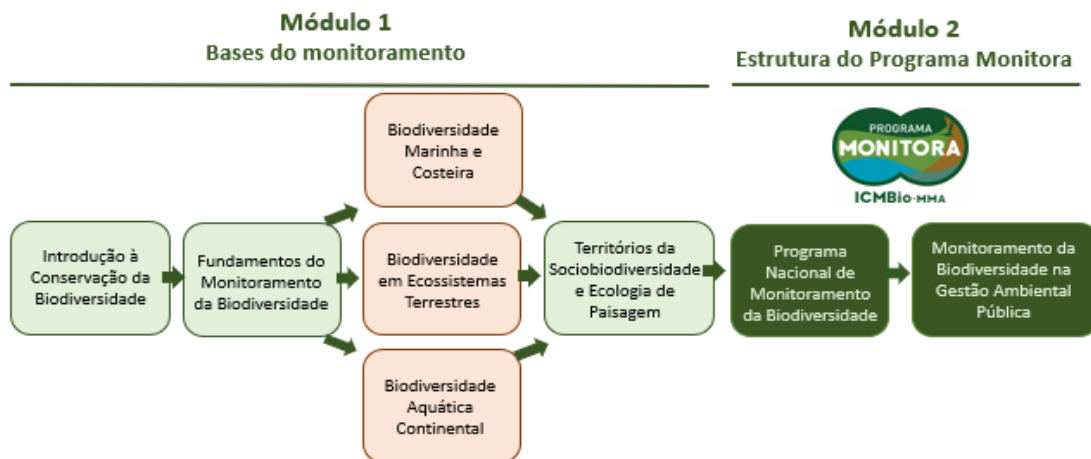 Módulo 1
Bases do monitoramento
Módulo 2
Estrutura do Programa Monitora
PROGRAMA
MONITORA
ICMBio·MMA
Introdução à
Conservação da
Biodiversidade
Fundamentos do
Monitoramento
da Biodiversidade
Biodiversidade
Marinha e
Costeira
Biodiversidade
em Ecossistemas
Terrestres
Biodiversidade
Aquática
Continental
Territórios da
Sociobiodiversidade
e Ecologia de
Paisagem
Programa
Nacional de
Monitoramento
da Biodiversidade
Monitoramento da
Biodiversidade na
Gestão Ambiental
Pública